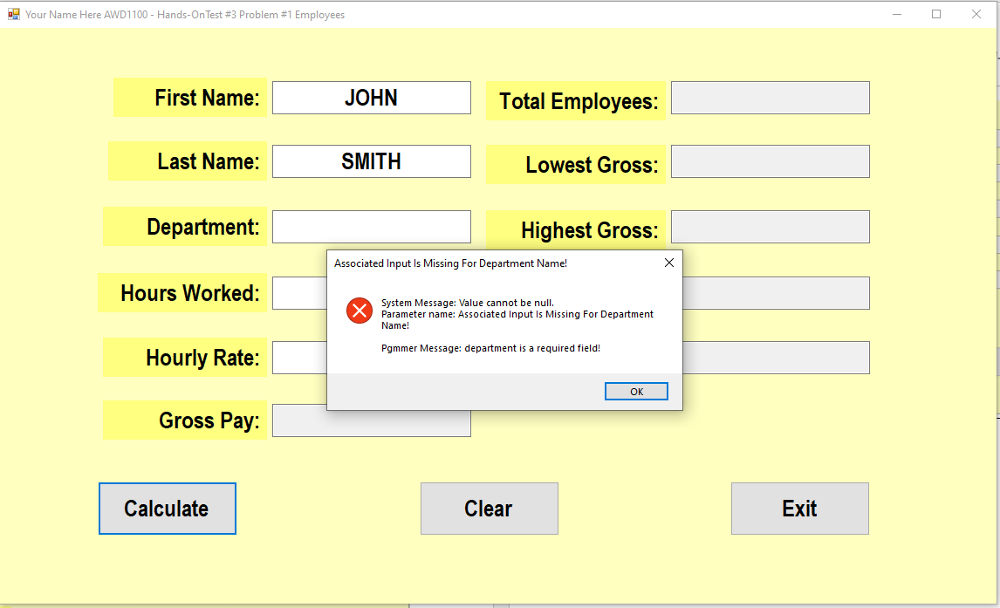 Your Name Here AWD1100 - Hands-OnTest #3 Problem #1 Employees
First Name:
JOHN
Total Employees:
Last Name:
SMITH
Lowest Gross:
Department:
Highest Gross:
Associated Input Is Missing For Department Name!
Hours Worked:
System Message: Value cannot be null.
Parameter name: Associated Input Is Missing For Department
Name!
Pgmmer Message: department is a required field!
Hourly Rate:
OK
Gross Pay:
Calculate
Clear
Exit